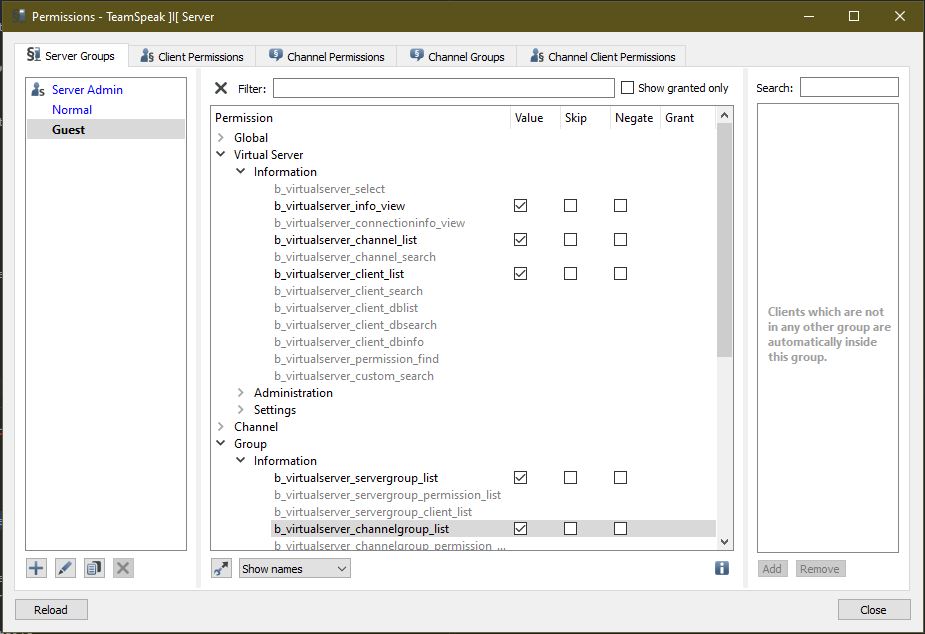 Permissions - TeamSpeak ]I[ Server
Server Groups
Client Permissions
Channel Permissions
Channel Groups
Channel Client Permissions
Server Admin
Normal
Guest
Filter:
Show granted only
Search:
Permission Value Skip Negate Grant
Global
Virtual Server
Information
b_virtualserver_select
b_virtualserver_info_view
b_virtualserver_connectioninfo_view
b_virtualserver_channel_list
b_virtualserver_channel_search
b_virtualserver_client_list
b_virtualserver_client_search
b_virtualserver_client_dblist
b_virtualserver_client_dbsearch
b_virtualserver_client_dbinfo
b_virtualserver_permission_find
b_virtualserver_custom_search
Administration
Settings
Channel
Group
Information
b_virtualserver_servergroup_list
b_virtualserver_servergroup_permission_list
b_virtualserver_servergroup_client_list
b_virtualserver_channelgroup_list
b_virtualserver_channelgroup_permission_...
Clients which are not
in any other group are
automatically inside
this group.
Show names
Add
Remove
Reload
Close